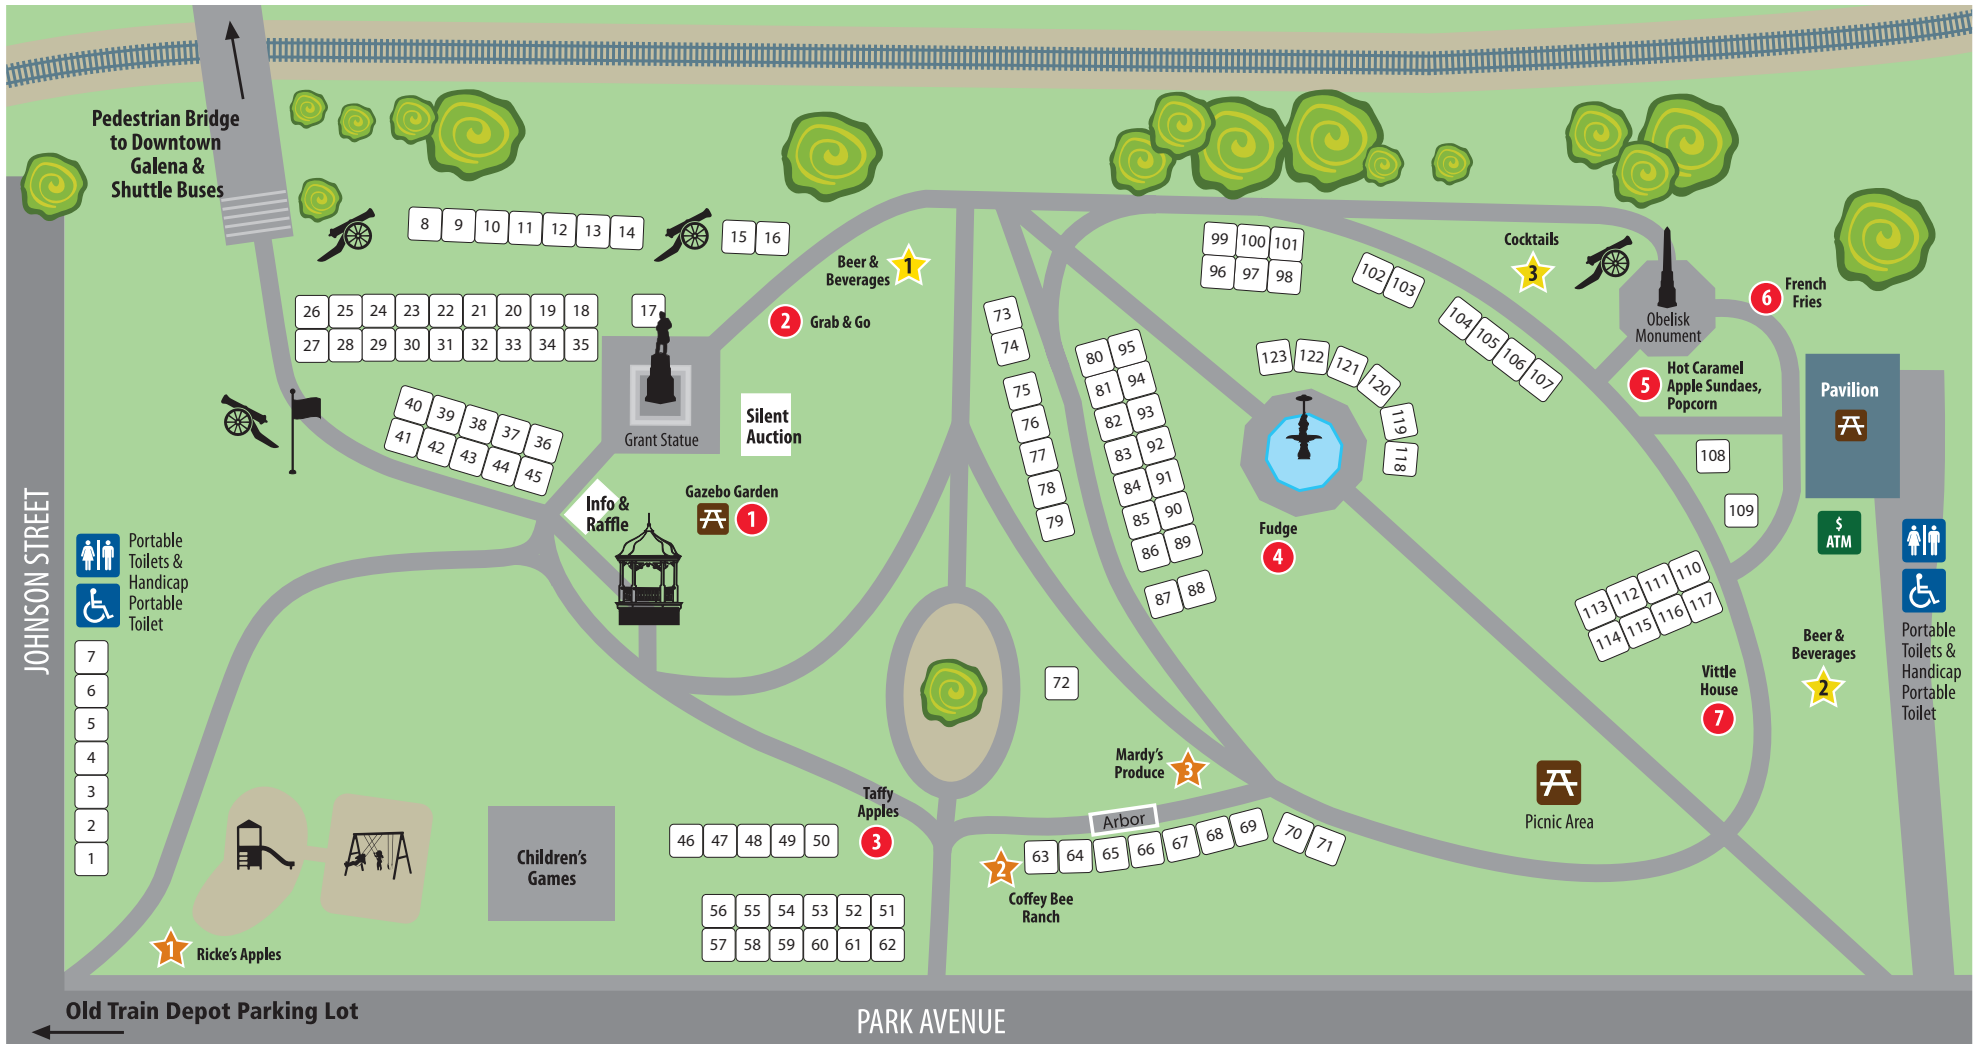 Pedestrian Bridge
to Downtown
Galena &
Shuttle Buses
8 9 10 11 12 13 14
15 16
Beer &
Beverages
1
2 Grab & Go
26 25 24 23 22 21 20 19 18
27 28 29 30 31 32 33 34 35
17
Grant Statue
Silent
Auction
40 39 38 37 36
41 42 43 44 45
Info &
Raffle
Gazebo Garden
1
JOHNSON STREET
Portable
Toilets &
Handicap
Portable
Toilet
7
6
5
4
3
2
1
1 Ricke's Apples
Children's
Games
46 47 48 49 50
Taffy
Apples
3
56 55 54 53 52 51
57 58 59 60 61 62
72
73
74
75
76
77
78
79
80 95
81 94
82 93
83 92
84 91
85 90
86 89
87 88
99 100 101
96 97 98
102 103
104 105 106 107
Cocktails
3
Obelisk
Monument
6 French
Fries
5 Hot Caramel
Apple Sundaes,
Popcorn
Pavilion
123 122 121 120 119 118
Fudge
4
108
109
$
ATM
113 112 111 110
114 115 116 117
Vittle
House
7
Beer &
Beverages
2
Portable
Toilets &
Handicap
Portable
Toilet
Mardy's
Produce
3
Arbor
2
Coffey Bee
Ranch
63 64 65 66 67 68 69
70 71
Picnic Area
Old Train Depot Parking Lot
PARK AVENUE